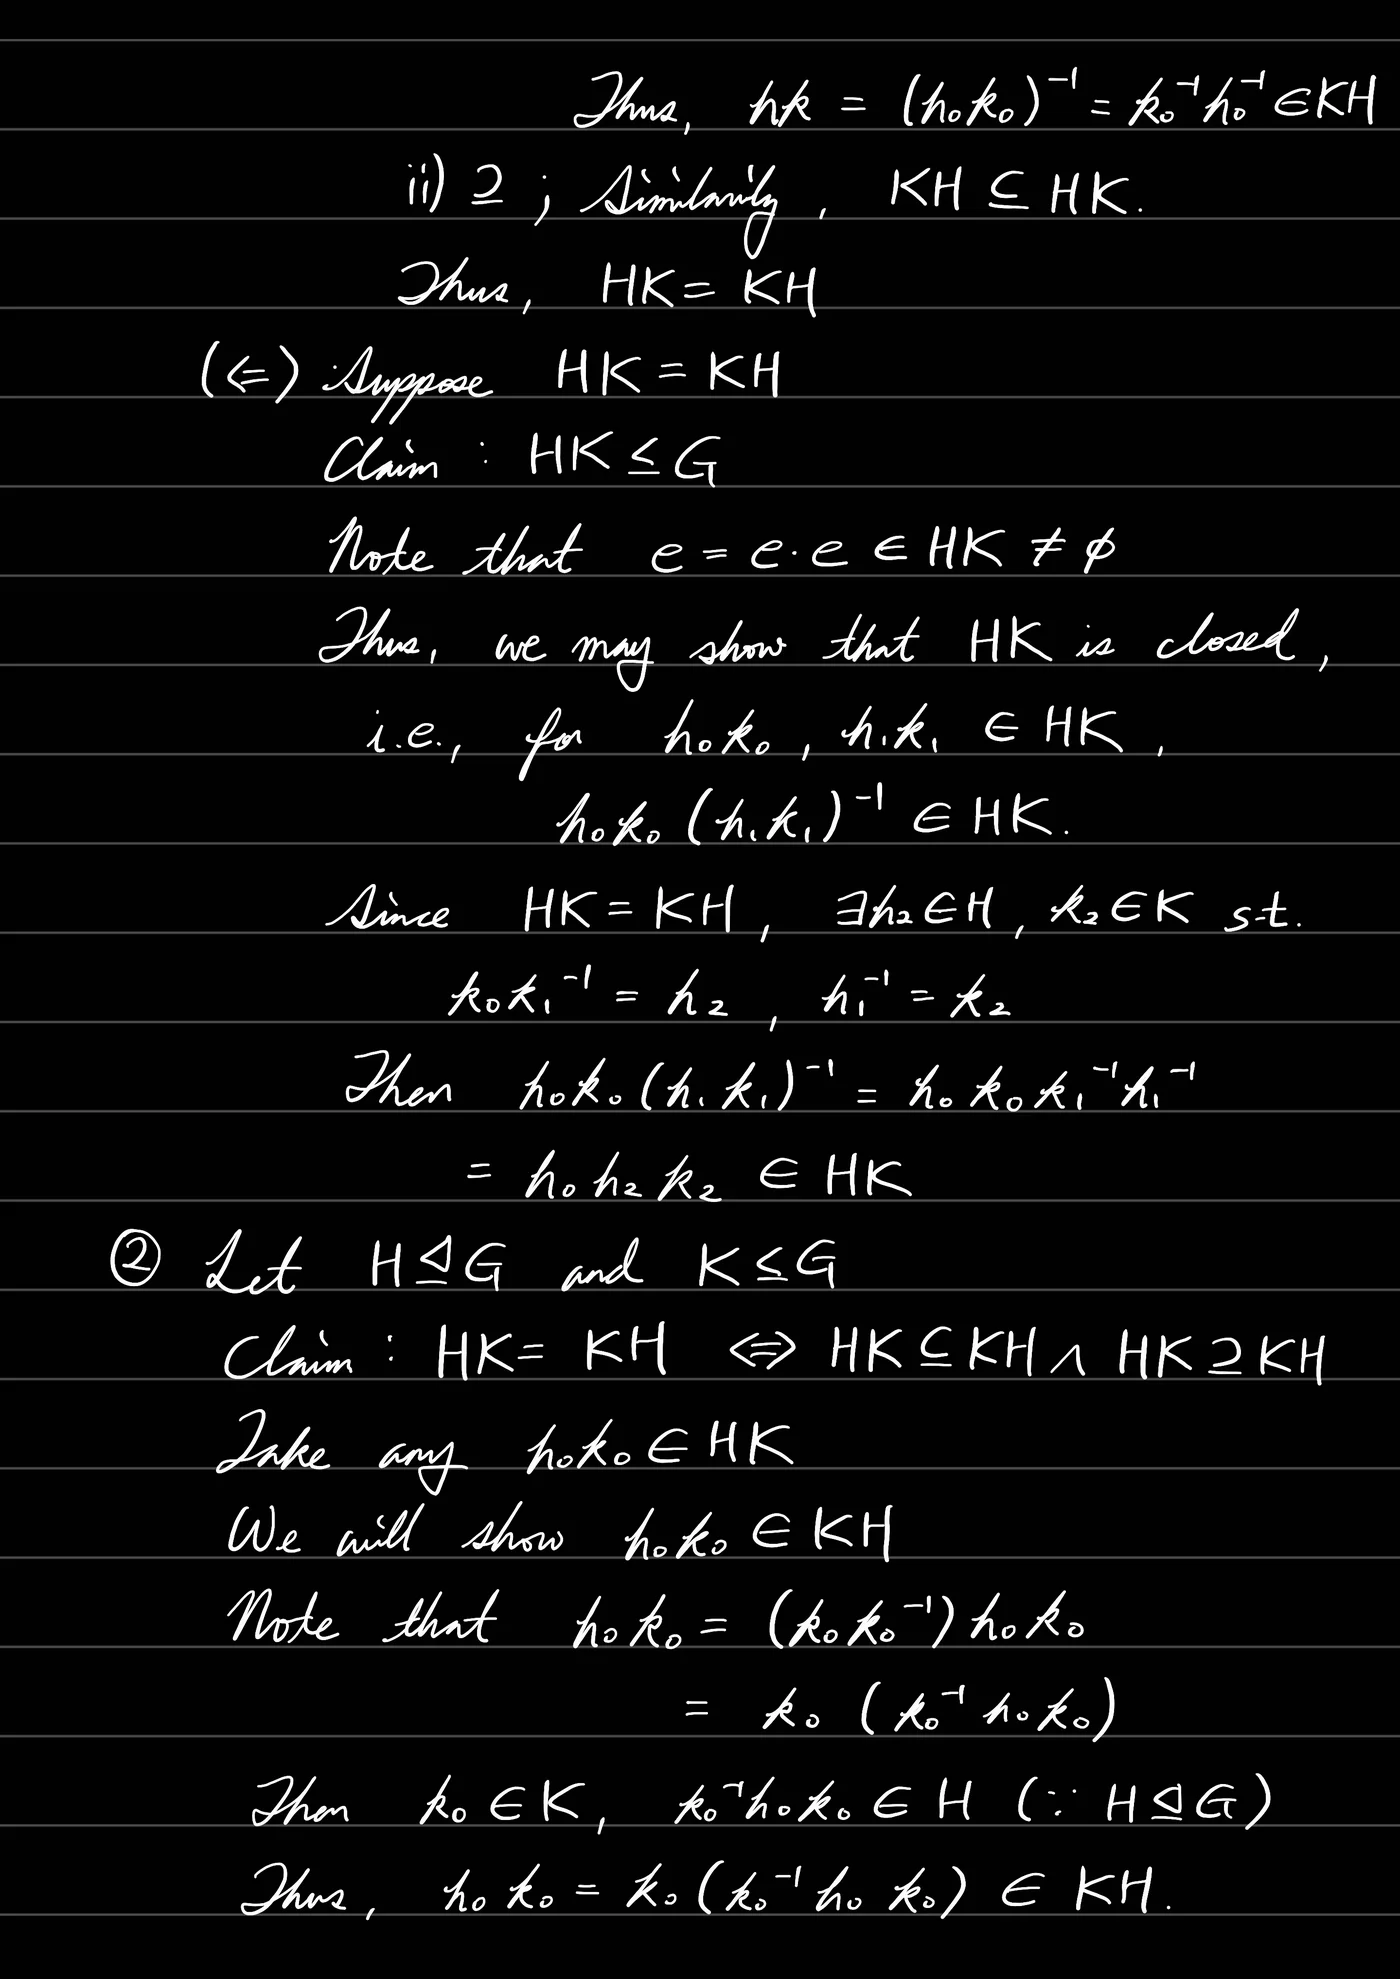 Thus, hk = (h₀k₀)⁻¹ = k₀⁻¹h₀⁻¹ ∈ KH
ii) ⊇ ; Similarily, KH ⊆ HK.
Thus, HK = KH
(⇐) Suppose HK = KH
Claim : HK ≤ G
Note that e = e·e ∈ HK ≠ ∅
Thus, we may show that HK is closed,
i.e., for h₀k₀, h₁k₁ ∈ HK,
h₀k₀(h₁k₁)⁻¹ ∈ HK.
Since HK = KH, ∃h₂∈H, k₂∈K s.t.
k₀k₁⁻¹ = h₂, h₁⁻¹ = k₂
Then h₀k₀(h₁k₁)⁻¹ = h₀k₀k₁⁻¹h₁⁻¹
= h₀h₂k₂ ∈ HK
② Let H ⊴ G and K ≤ G
Claim : HK = KH ⇔ HK ⊆ KH ∧ HK ⊇ KH
Take any h₀k₀ ∈ HK
We will show h₀k₀ ∈ KH
Note that h₀k₀ = (k₀k₀⁻¹)h₀k₀
= k₀(k₀⁻¹h₀k₀)
Then k₀ ∈ K, k₀⁻¹h₀k₀ ∈ H (∵ H ⊴ G)
Thus, h₀k₀ = k₀(k₀⁻¹h₀k₀) ∈ KH.